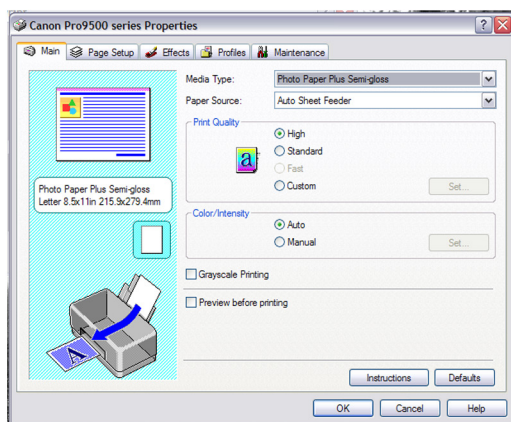 Canon Pro9500 series Properties
Main Page Setup Effects Profiles Maintenance
Media Type: Photo Paper Plus Semi-gloss
Paper Source: Auto Sheet Feeder
Print Quality
High
Standard
Fast
Custom Set...
Photo Paper Plus Semi-gloss
Letter 8.5x11in 215.9x279.4mm
Color/Intensity
Auto
Manual Set...
Grayscale Printing
Preview before printing
Instructions Defaults
OK Cancel Help